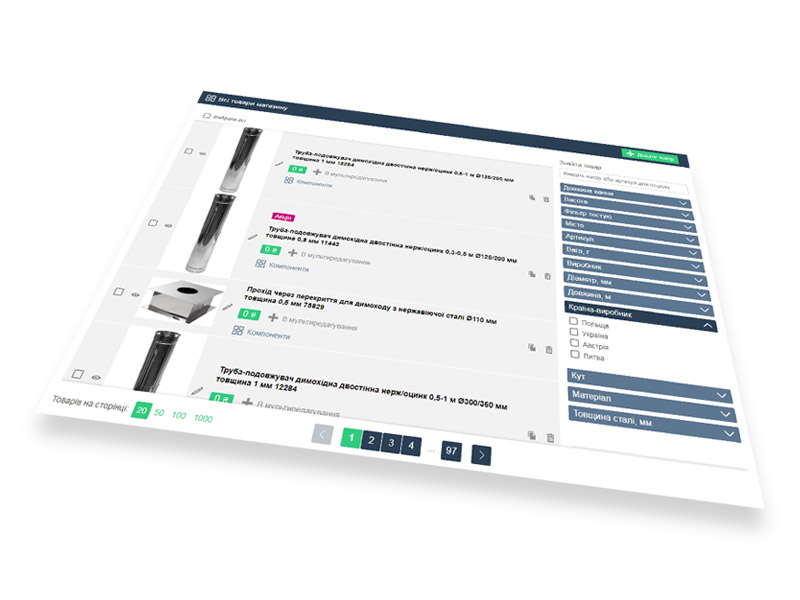 Всі товари магазину
Додати товар
Вибрати всі
Труба-подовжувач димохідна двостінна нерж/оцинк 0,5-1 м Ø120/200 мм
товщина 1 мм 12284
0 ₴
В мультиредагування
Компоненти
Акція
Труба-подовжувач димохідна двостінна нерж/оцинк 0,3-0,5 м Ø125/200 мм
товщина 0,8 мм 11443
0 ₴
В мультиредагування
Компоненти
Прохід через перекриття для димоходу з нержавіючої сталі Ø110 мм
товщина 0,5 мм 75829
0 ₴
В мультиредагування
Компоненти
Труба-подовжувач димохідна двостінна нерж/оцинк 0,5-1 м Ø300/360 мм
товщина 1 мм 12284
0 ₴
В мультиредагування
Знайти товар
Введіть назву або артикул для пошуку
Довжина ванни
Висота
Фільтр тестую
Місто
Артикул
Вага, г
Виробник
Діаметр, мм
Довжина, м
Країна-виробник
Польща
Україна
Австрія
Литва
Кут
Матеріал
Товщина сталі, мм
Товарів на сторінці: 20 50 100 1000
1 2 3 4 ... 97